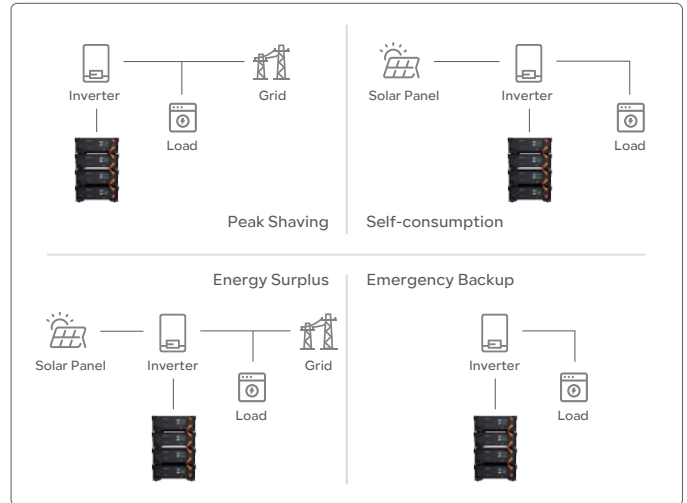 Inverter
Grid
Load
Peak Shaving
Solar Panel
Inverter
Load
Self-consumption
Energy Surplus
Solar Panel
Inverter
Grid
Load
Emergency Backup
Inverter
Load